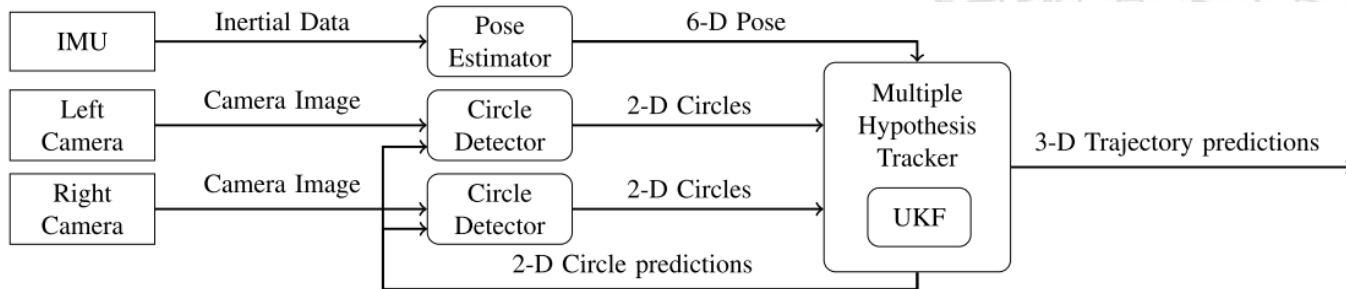 IMU
Inertial Data
Pose
Estimator
6-D Pose
Left
Camera
Camera Image
Circle
Detector
2-D Circles
Multiple
Hypothesis
Tracker
UKF
3-D Trajectory predictions
Right
Camera
Camera Image
Circle
Detector
2-D Circles
2-D Circle predictions